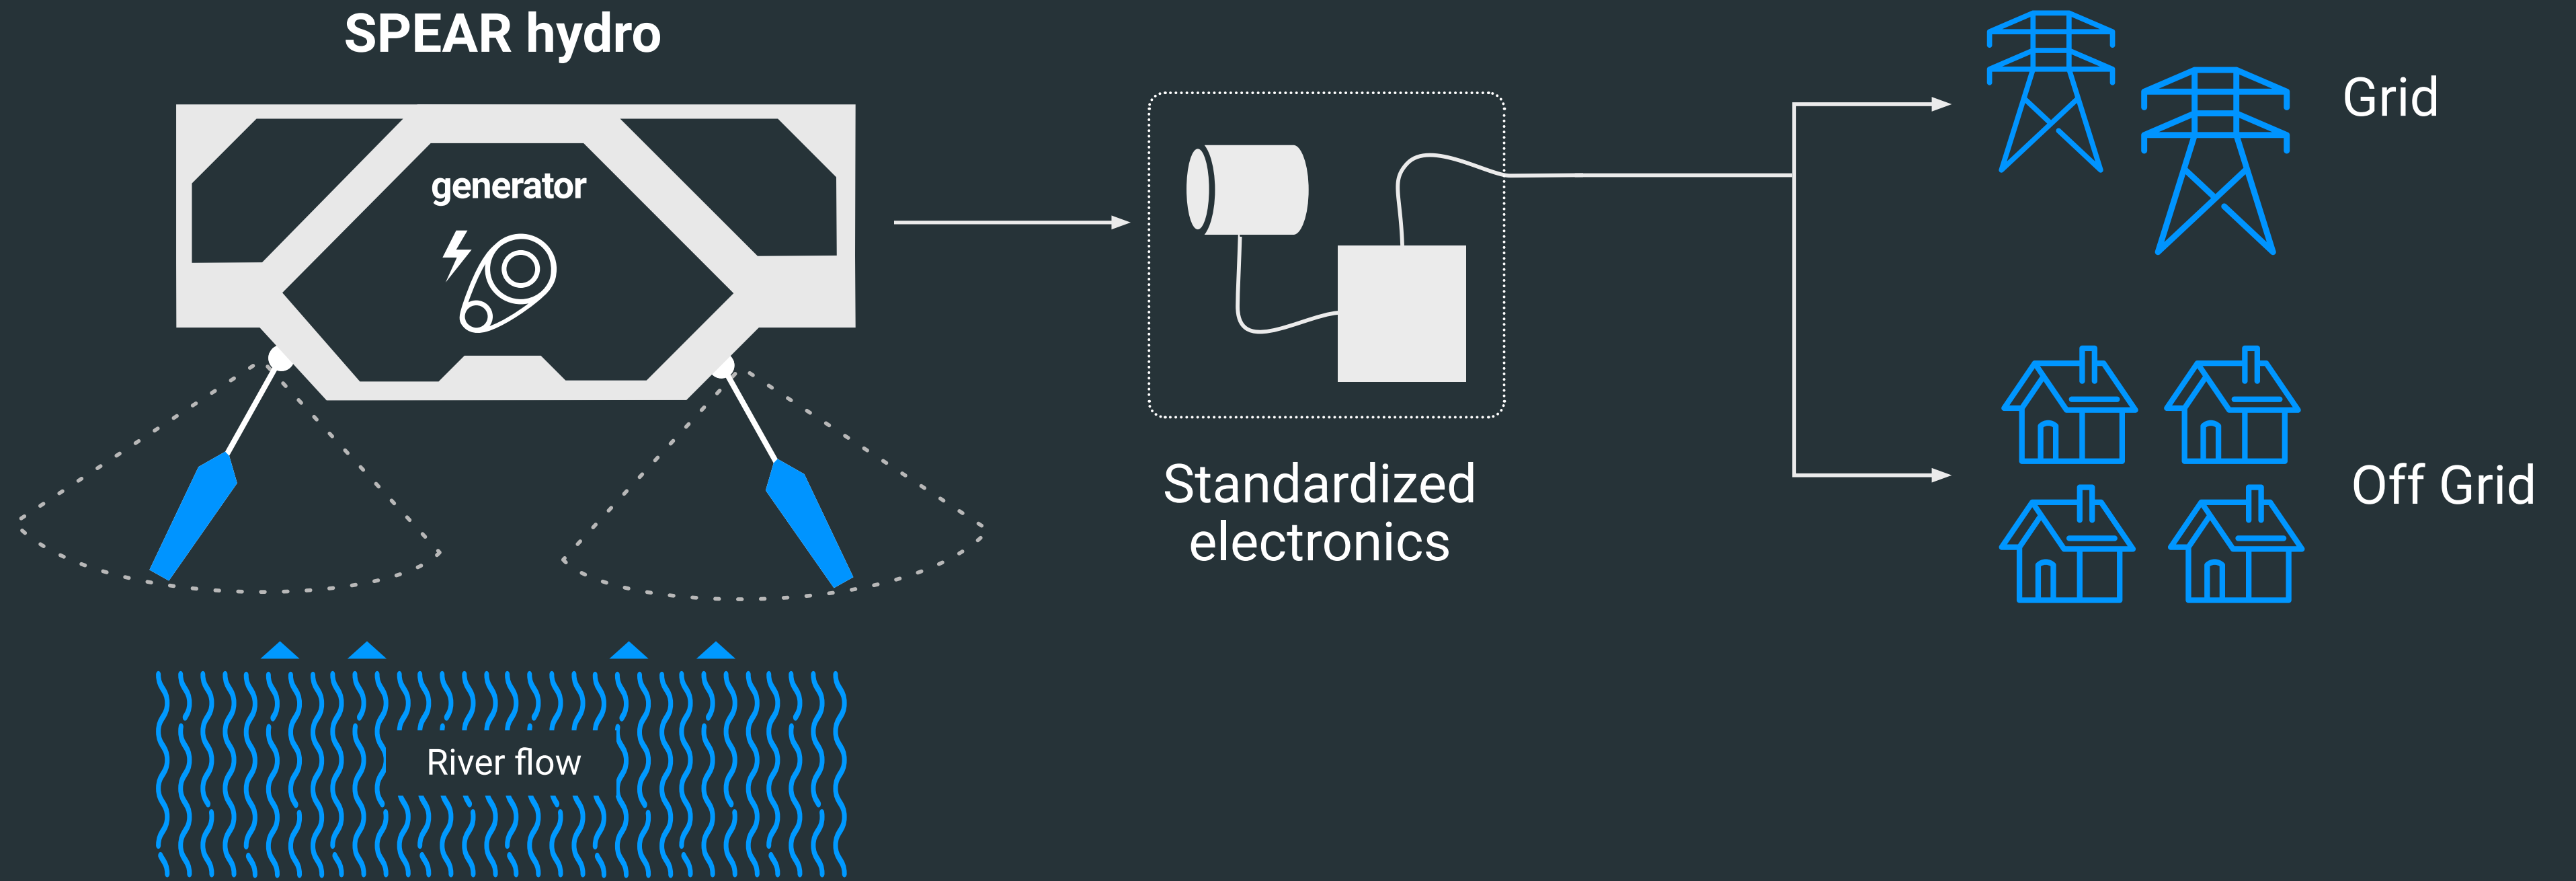 SPEAR hydro
generator
River flow
Standardized
electronics
Grid
Off Grid